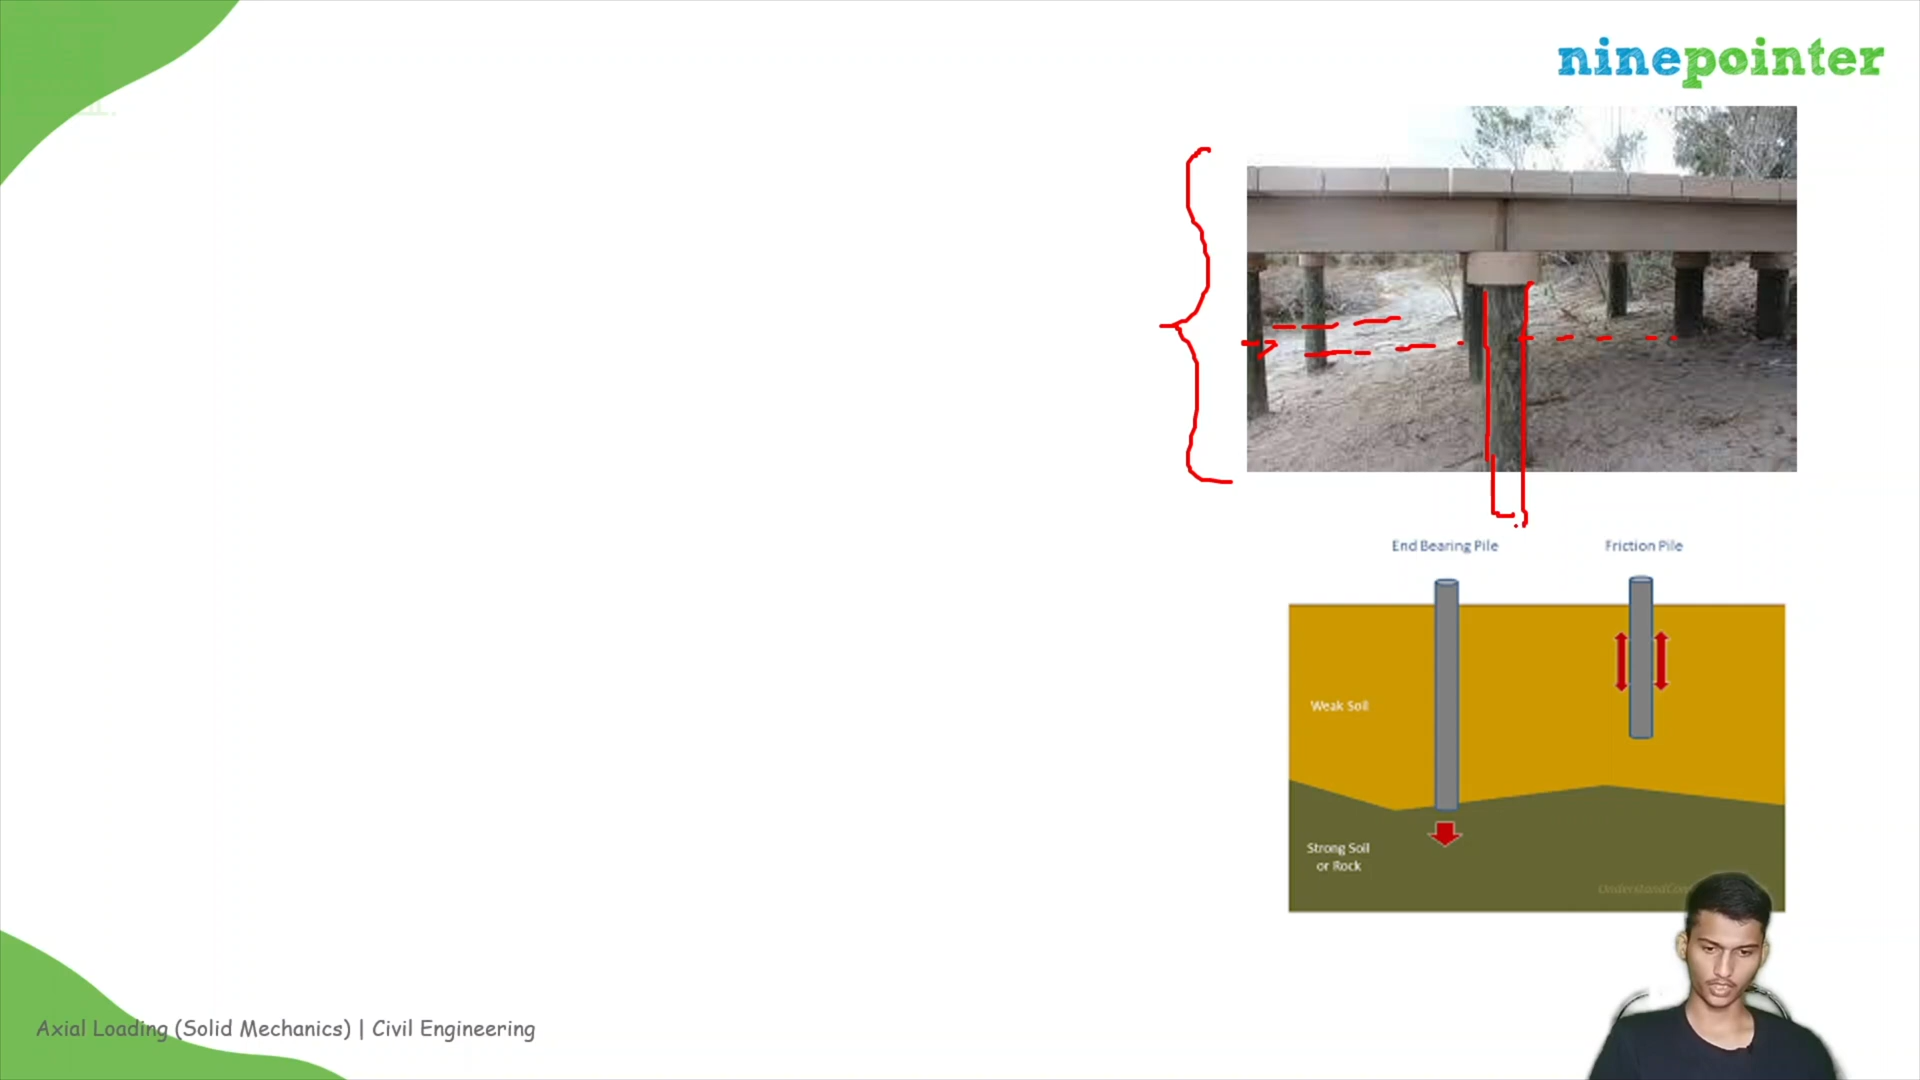 ninepointer
End Bearing Pile
Friction Pile
Weak Soil
Strong Soil
or Rock
Axial Loading (Solid Mechanics) | Civil Engineering